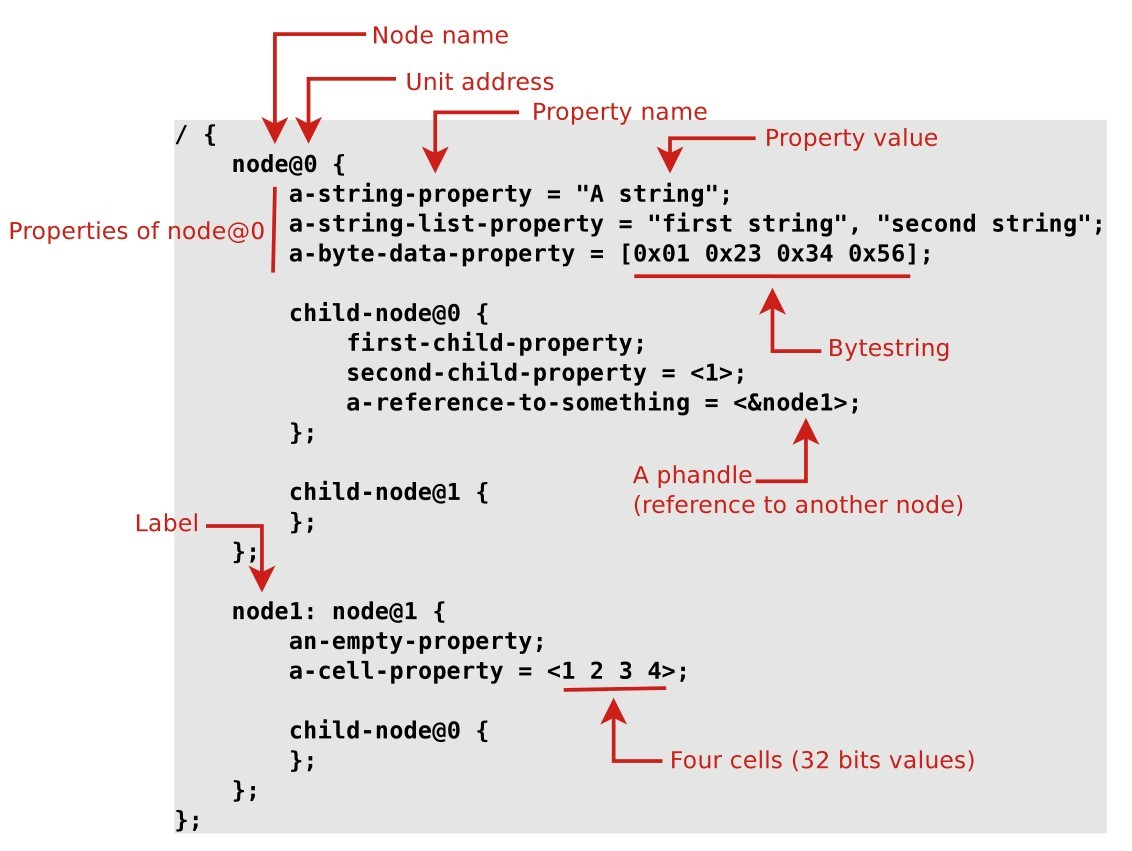 Node name
Unit address
Property name
Property value
/ {
    node@0 {
        a-string-property = "A string";
Properties of node@0
        a-string-list-property = "first string", "second string";
        a-byte-data-property = [0x01 0x23 0x34 0x56];
        child-node@0 {
            first-child-property;
Bytestring
            second-child-property = <1>;
            a-reference-to-something = <&node1>;
        };
A phandle
(reference to another node)
        child-node@1 {
        };
Label
    };
    node1: node@1 {
        an-empty-property;
        a-cell-property = <1 2 3 4>;
        child-node@0 {
        };
Four cells (32 bits values)
    };
};